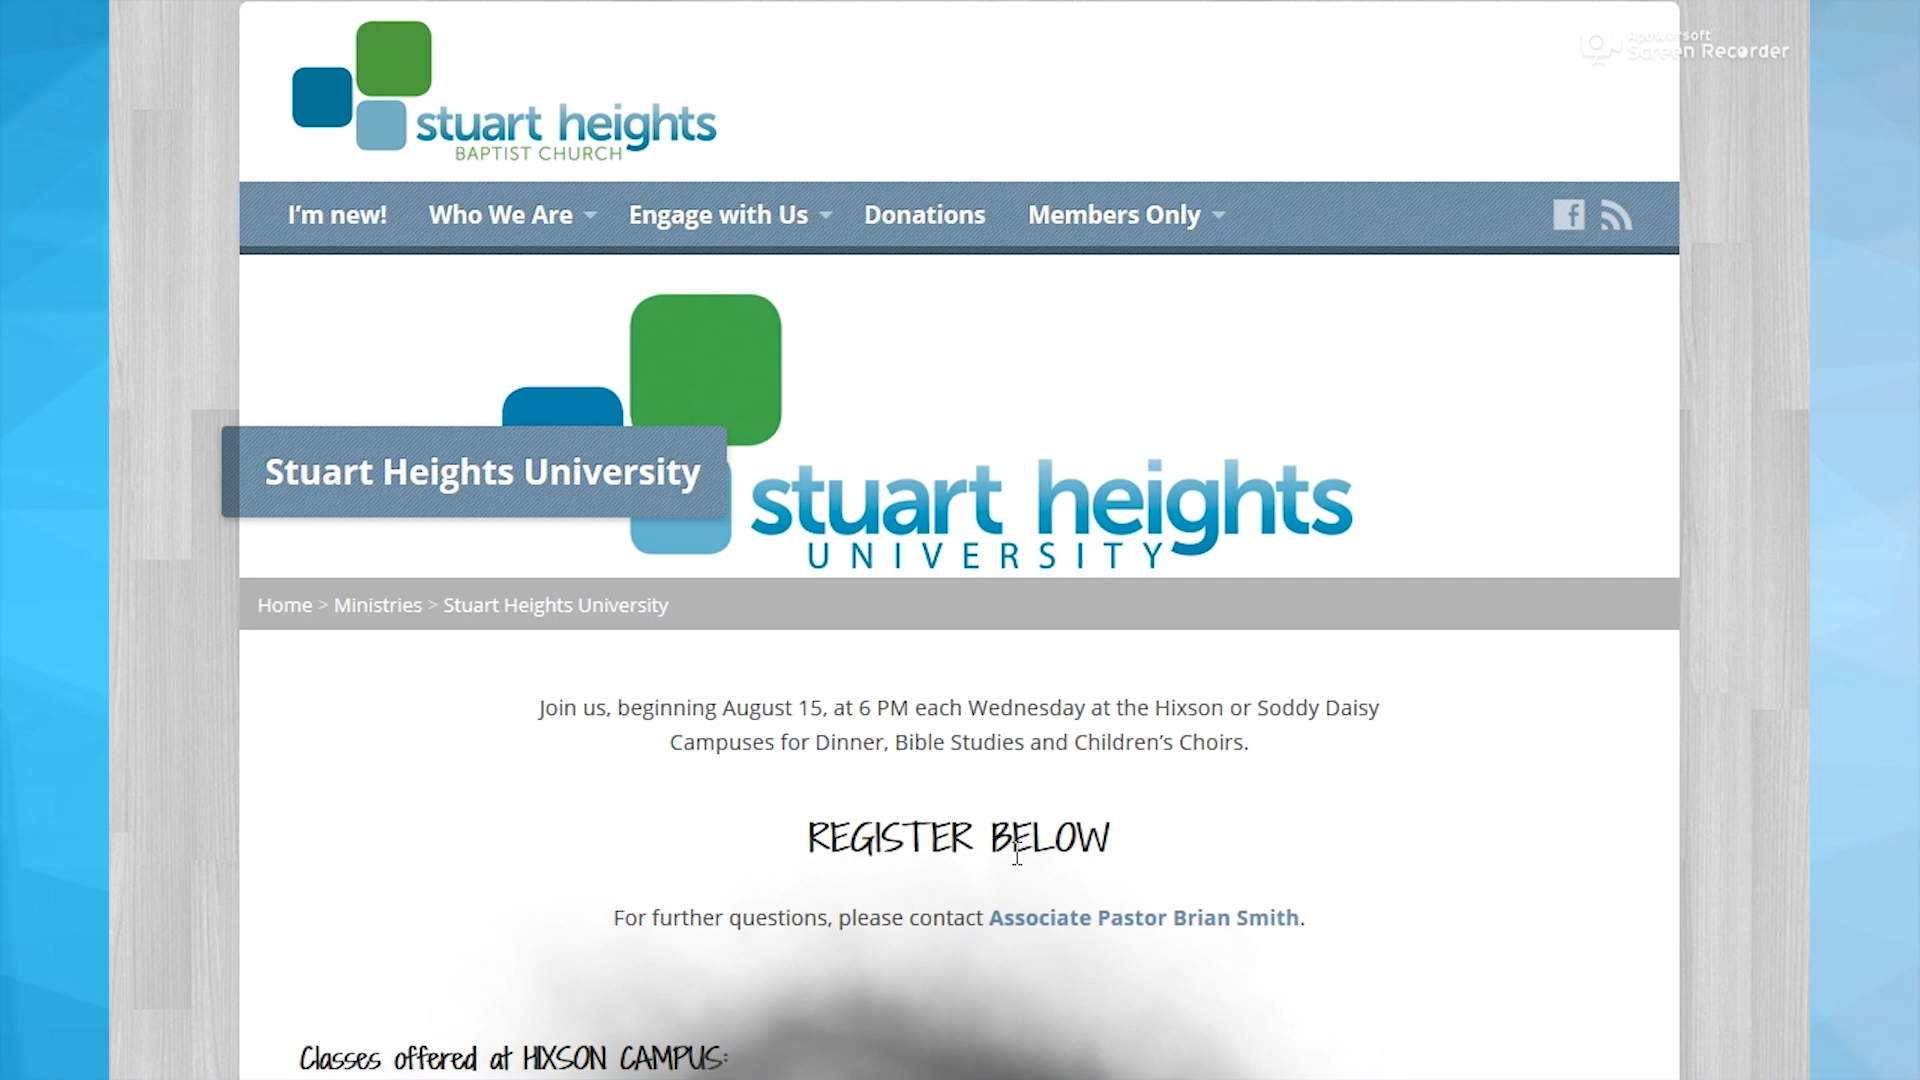 Apowersoft
Screen Recorder
stuart heights
BAPTIST CHURCH
I'm new!
Who We Are
Engage with Us
Donations
Members Only
Stuart Heights University
stuart heights
UNIVERSITY
Home > Ministries > Stuart Heights University
Join us, beginning August 15, at 6 PM each Wednesday at the Hixson or Soddy Daisy
Campuses for Dinner, Bible Studies and Children's Choirs.
REGISTER BELOW
For further questions, please contact Associate Pastor Brian Smith.
Classes offered at HIXSON CAMPUS: